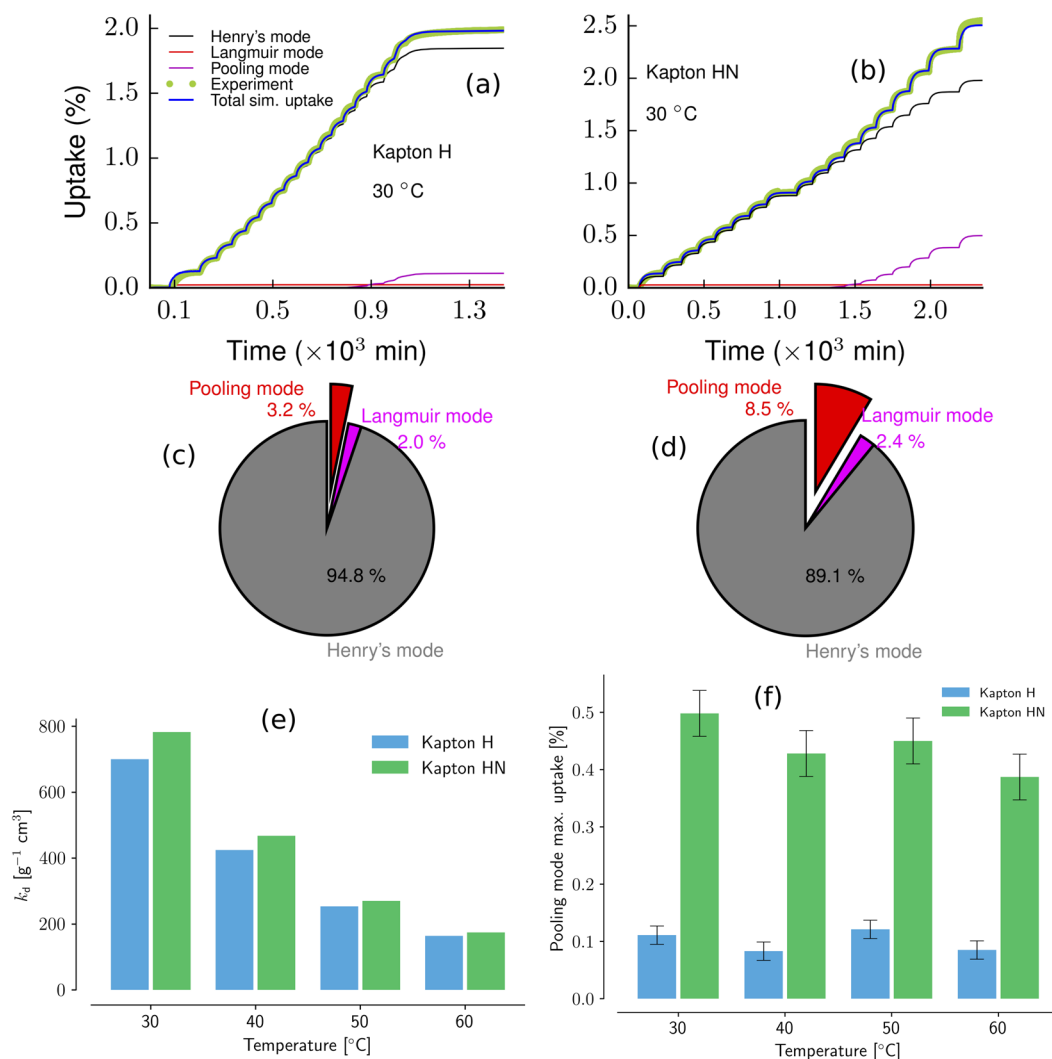 2.0
1.5
1.0
0.5
0.0
Uptake (%)
Henry's mode
Langmuir mode
Pooling mode
Experiment
Total sim. uptake
(a)
Kapton H
30 °C
0.1 0.5 0.9 1.3
Time (×10³ min)
2.5
2.0
1.5
1.0
0.5
0.0
Kapton HN
30 °C
(b)
0.0 0.5 1.0 1.5 2.0
Time (×10³ min)
(c)
Pooling mode
3.2 %
Langmuir mode
2.0 %
94.8 %
Henry's mode
(d)
Pooling mode
8.5 %
Langmuir mode
2.4 %
89.1 %
Henry's mode
(e)
Kapton H
Kapton HN
800
600
400
200
0
k_d [g⁻¹ cm³]
30 40 50 60
Temperature [°C]
(f)
Kapton H
Kapton HN
0.5
0.4
0.3
0.2
0.1
0.0
Pooling mode max. uptake [%]
30 40 50 60
Temperature [°C]